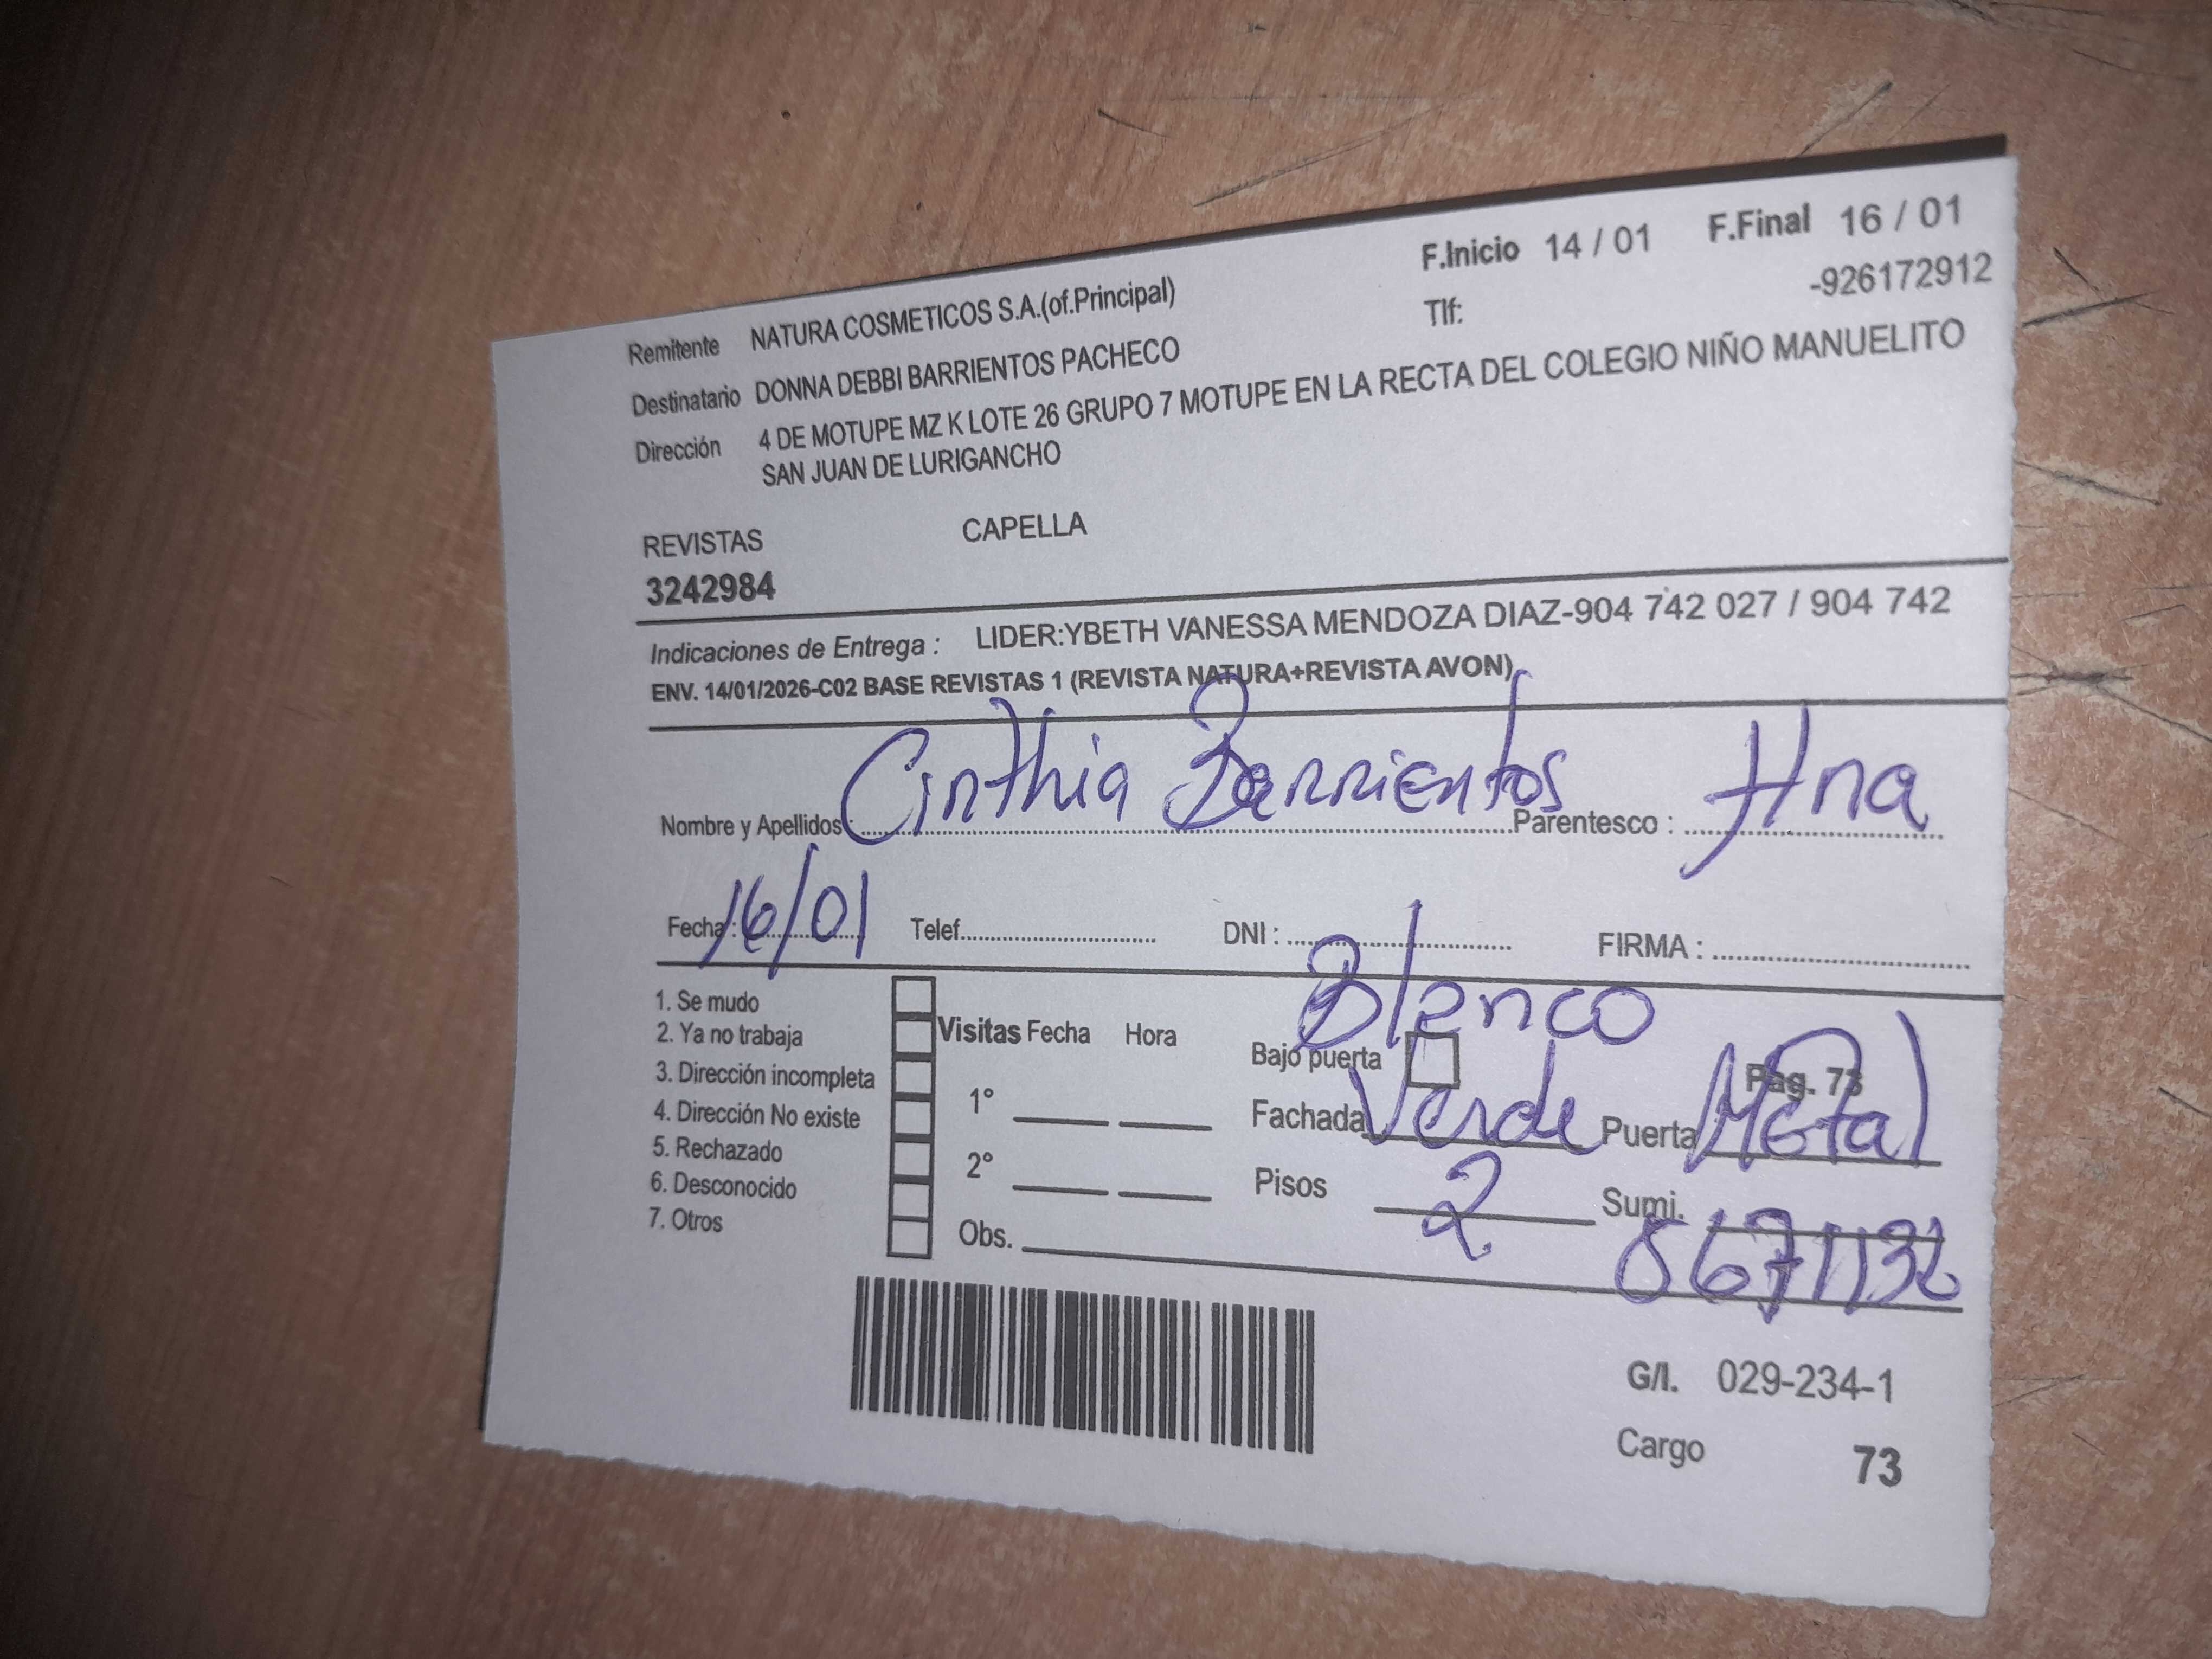 F.Inicio 14 / 01 F.Final 16 / 01
Remitente NATURA COSMETICOS S.A.(of.Principal) Tlf: -926172912
Destinatario DONNA DEBBI BARRIENTOS PACHECO
Dirección 4 DE MOTUPE MZ K LOTE 26 GRUPO 7 MOTUPE EN LA RECTA DEL COLEGIO NIÑO MANUELITO
SAN JUAN DE LURIGANCHO
REVISTAS CAPELLA
3242984
Indicaciones de Entrega : LIDER:YBETH VANESSA MENDOZA DIAZ-904 742 027 / 904 742
ENV. 14/01/2026-C02 BASE REVISTAS 1 (REVISTA NATURA+REVISTA AVON)
Nombre y Apellidos : Cinthia Barrientos Parentesco : Hna
Fecha : 16/01 Telef. DNI : FIRMA :
1. Se mudo
2. Ya no trabaja
3. Dirección incompleta
4. Dirección No existe
5. Rechazado
6. Desconocido
7. Otros
Visitas Fecha Hora
1°
2°
Obs.
Blanco
Bajo puerta Pag. 73
Fachada Verde Puerta Metal
Pisos 2 Sumi.
0671132
G/I. 029-234-1
Cargo 73